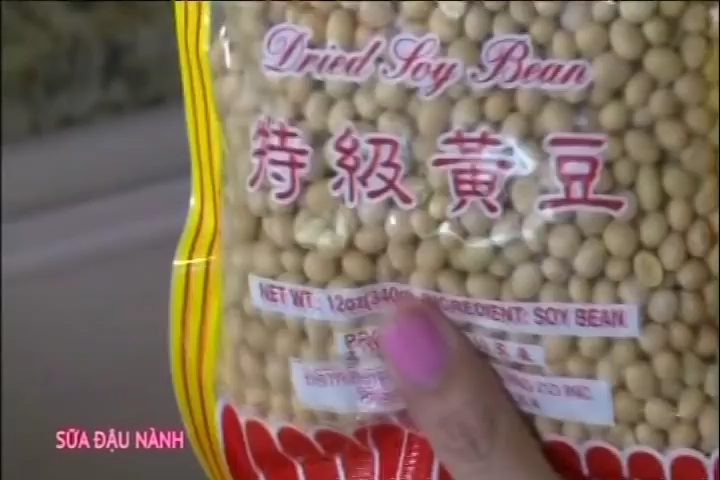 Dried Soy Bean
特級黃豆
NET WT. 12oz(340g) INGREDIENT: SOY BEAN
SỮA ĐẬU NÀNH